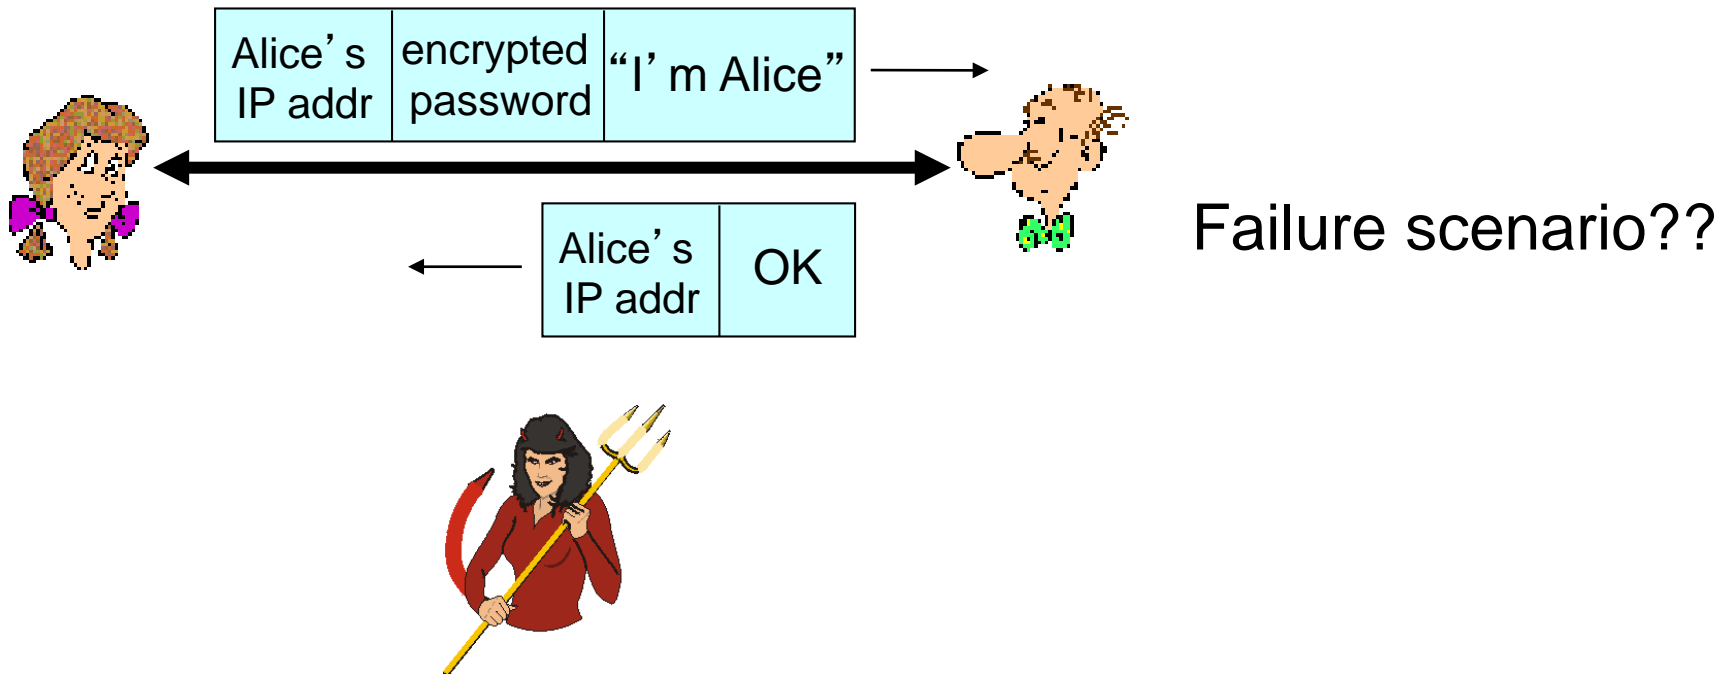 Alice’s
IP addr
encrypted
password
“I’m Alice”
Alice’s
IP addr
OK
Failure scenario??